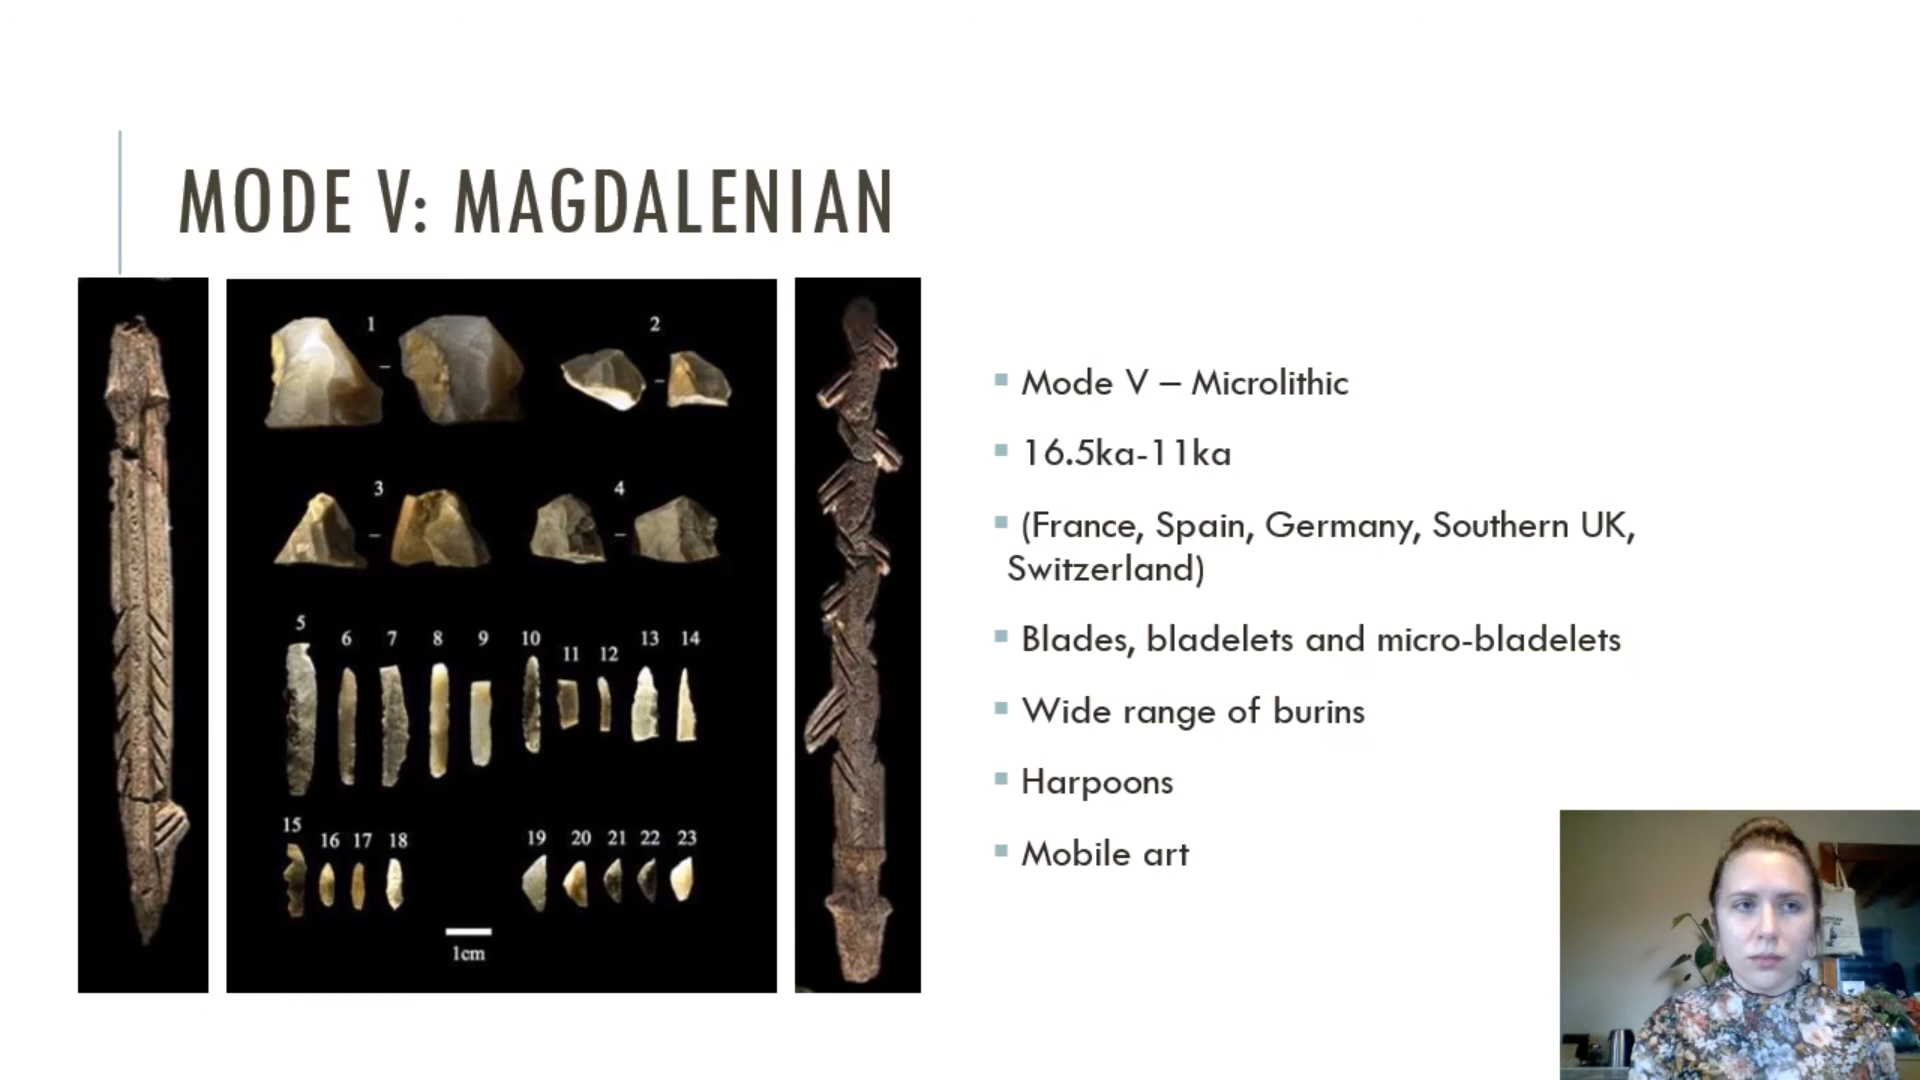 MODE V: MAGDALENIAN
1
2
3
4
5
6
7
8
9
10
11
12
13
14
15
16
17
18
19
20
21
22
23
1cm
Mode V – Microlithic
16.5ka-11ka
(France, Spain, Germany, Southern UK,
Switzerland)
Blades, bladelets and micro-bladelets
Wide range of burins
Harpoons
Mobile art